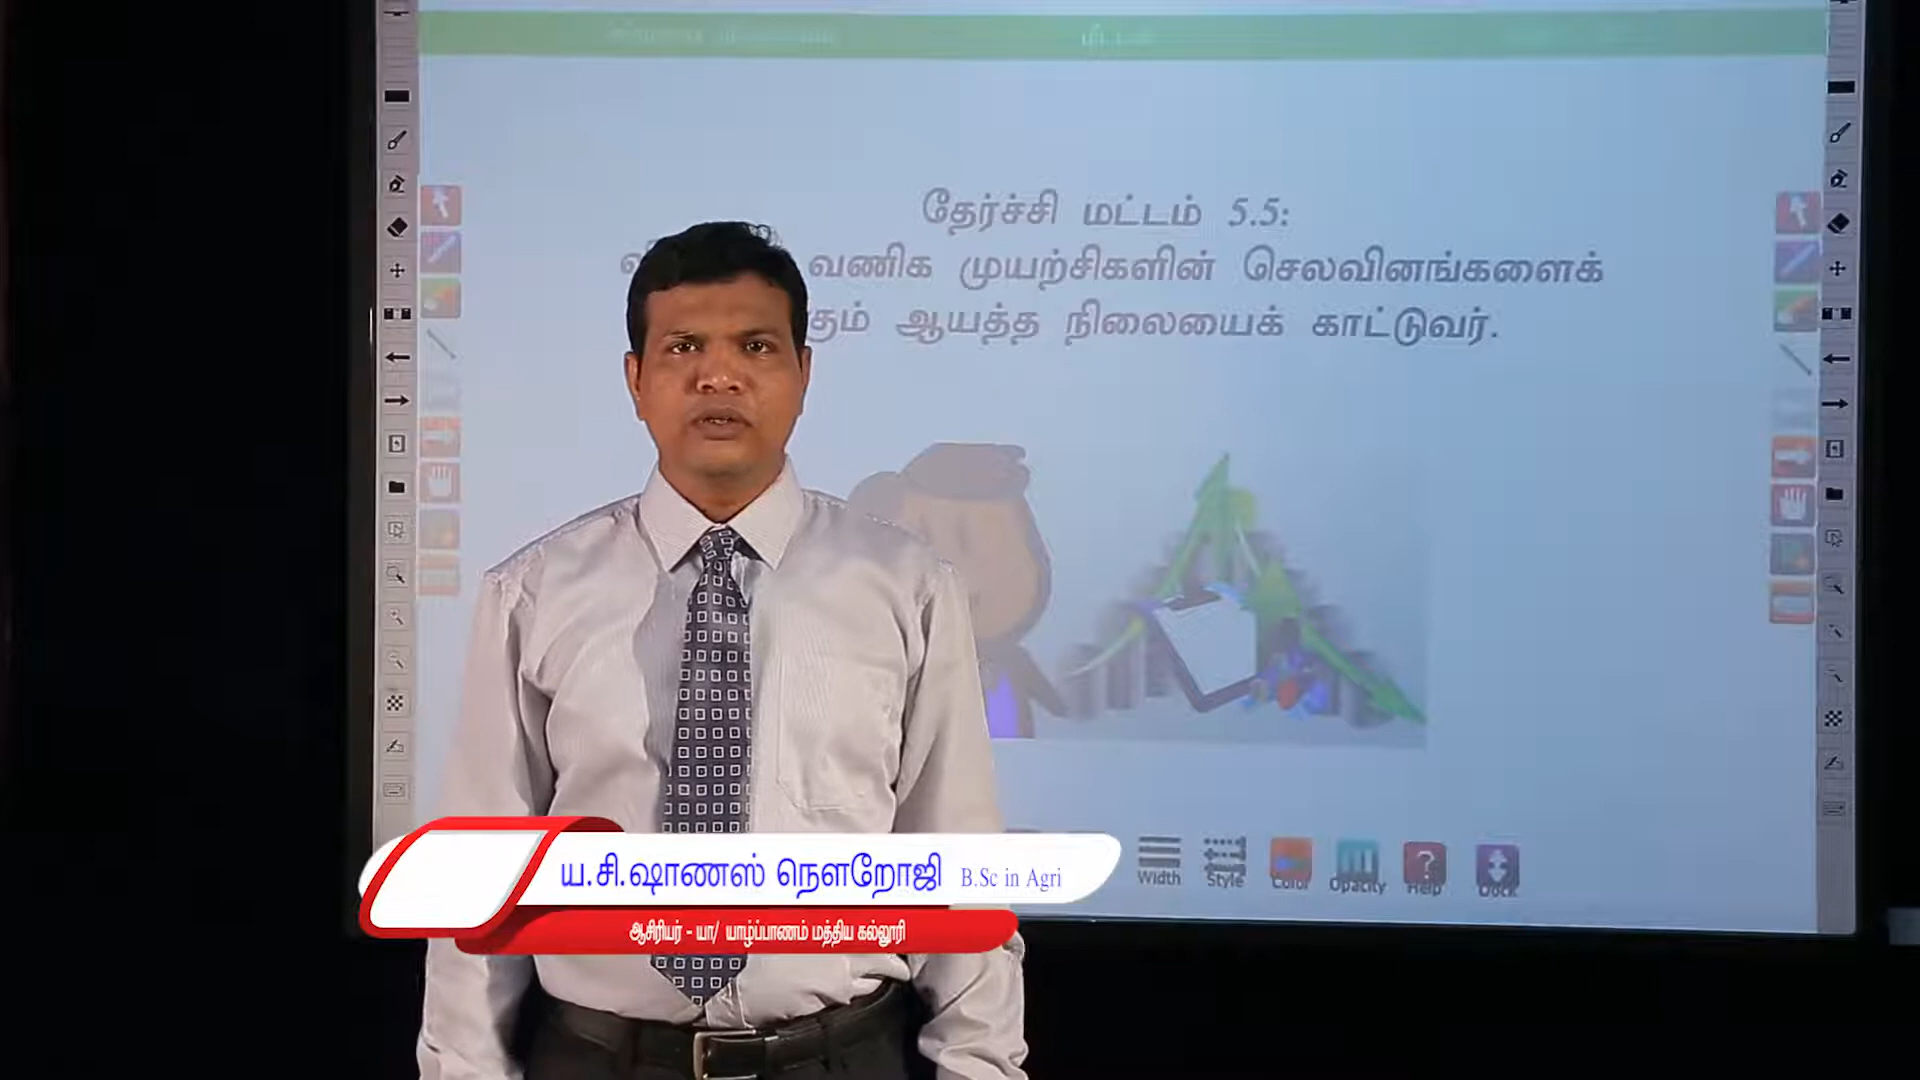 தேர்ச்சி மட்டம் 5.5:
வணிக முயற்சிகளின் செலவினங்களைக்
ஆயத்த நிலையைக் காட்டுவர்.
Width Style Color Opacity Help Dock
ய.சி.ஷாணஸ் நௌறோஜி B.Sc in Agri
ஆசிரியர் - யா/ யாழ்ப்பாணம் மத்திய கல்லூரி